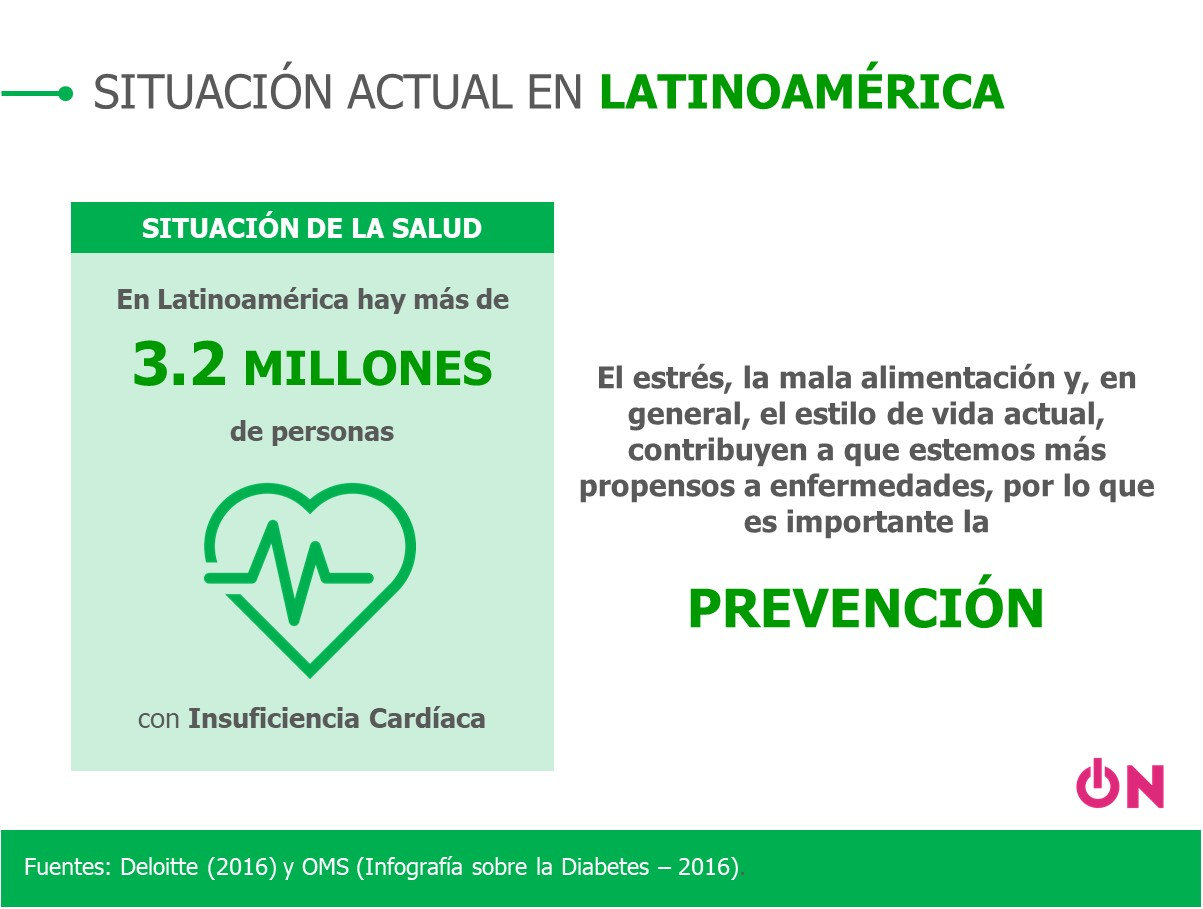 SITUACIÓN ACTUAL EN LATINOAMÉRICA
SITUACIÓN DE LA SALUD
En Latinoamérica hay más de
3.2 MILLONES
de personas
con Insuficiencia Cardíaca
El estrés, la mala alimentación y, en
general, el estilo de vida actual,
contribuyen a que estemos más
propensos a enfermedades, por lo que
es importante la
PREVENCIÓN
ON
Fuentes: Deloitte (2016) y OMS (Infografía sobre la Diabetes – 2016).